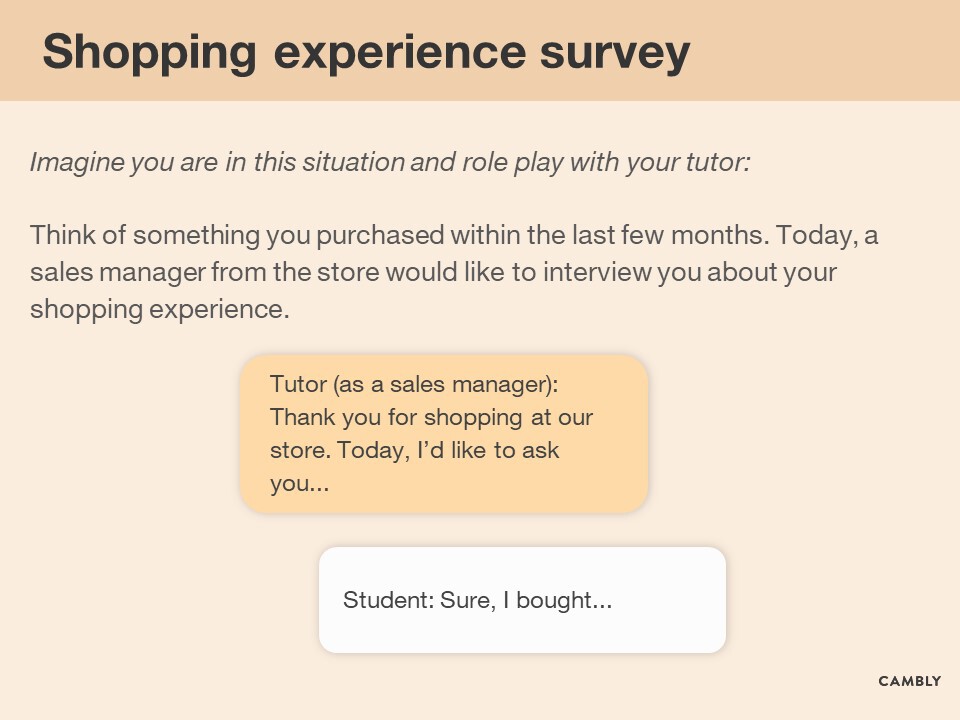 Shopping experience survey
Imagine you are in this situation and role play with your tutor:
Think of something you purchased within the last few months. Today, a
sales manager from the store would like to interview you about your
shopping experience.
Tutor (as a sales manager):
Thank you for shopping at our
store. Today, I’d like to ask
you...
Student: Sure, I bought...
CAMBLY